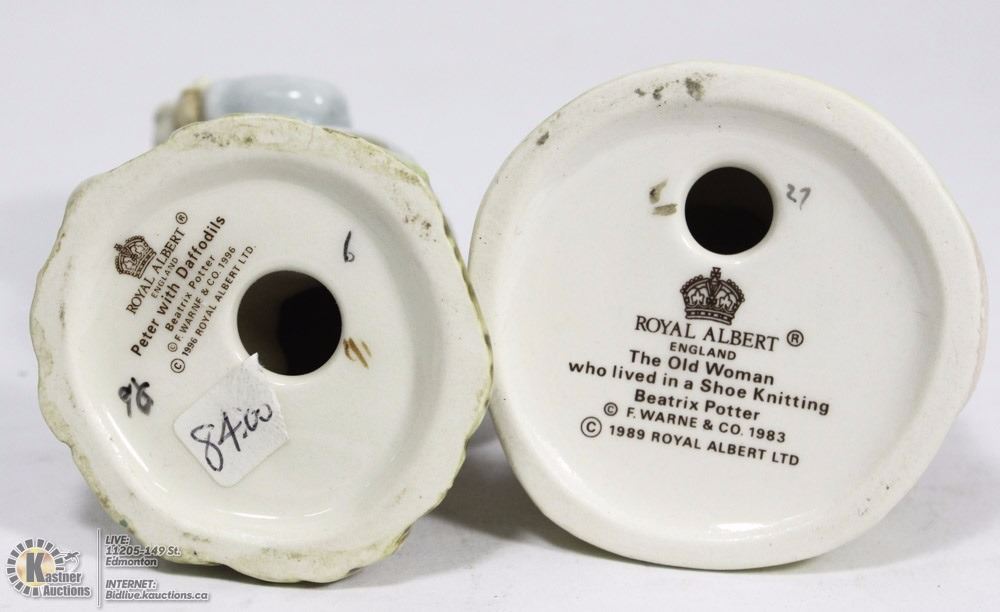 ROYAL ALBERT ®
ENGLAND
Peter with Daffodils
Beatrix Potter
© F. WARNE & CO. 1996
© 1996 ROYAL ALBERT LTD.
6
84.00
27
ROYAL ALBERT ®
ENGLAND
The Old Woman
who lived in a Shoe Knitting
Beatrix Potter
© F. WARNE & CO. 1983
© 1989 ROYAL ALBERT LTD
Kastner
Auctions
LIVE:
11205-149 St.
Edmonton
INTERNET:
Bidlive.kauctions.ca